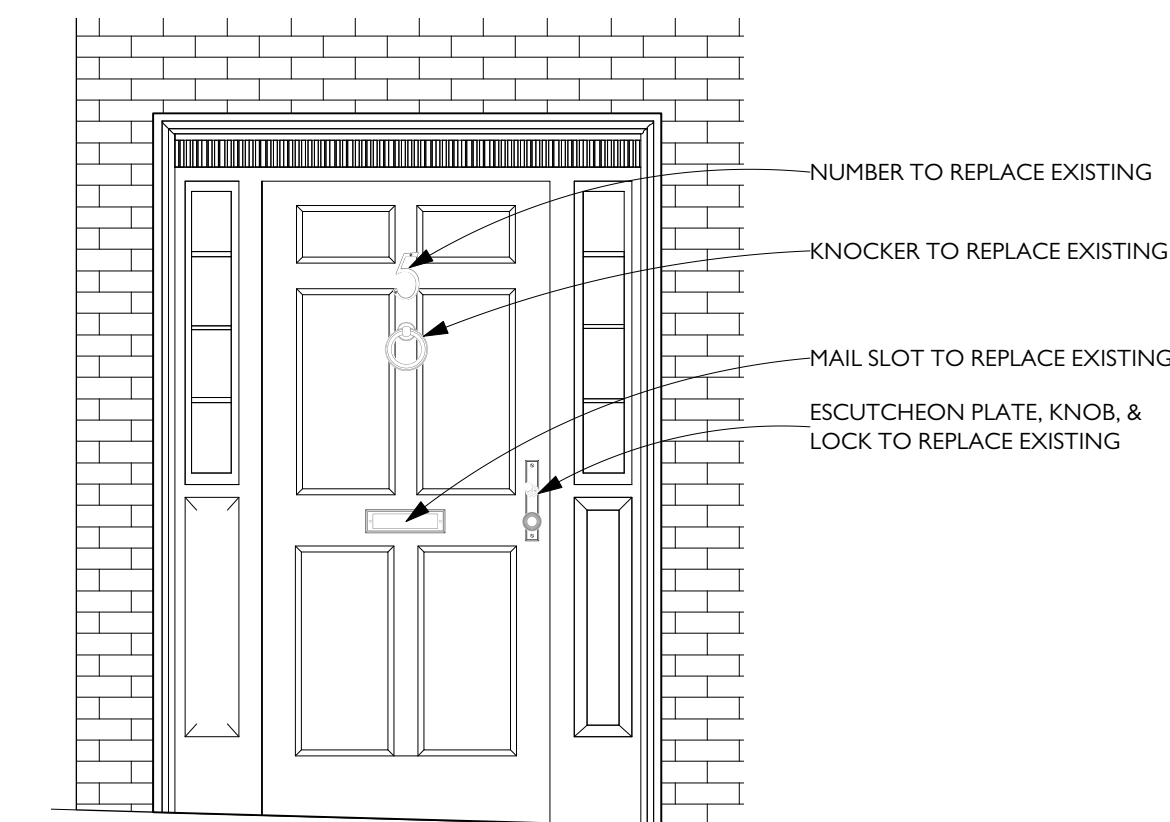 NUMBER TO REPLACE EXISTING
5
KNOCKER TO REPLACE EXISTING
MAIL SLOT TO REPLACE EXISTING
ESCUTCHEON PLATE, KNOB, &
LOCK TO REPLACE EXISTING